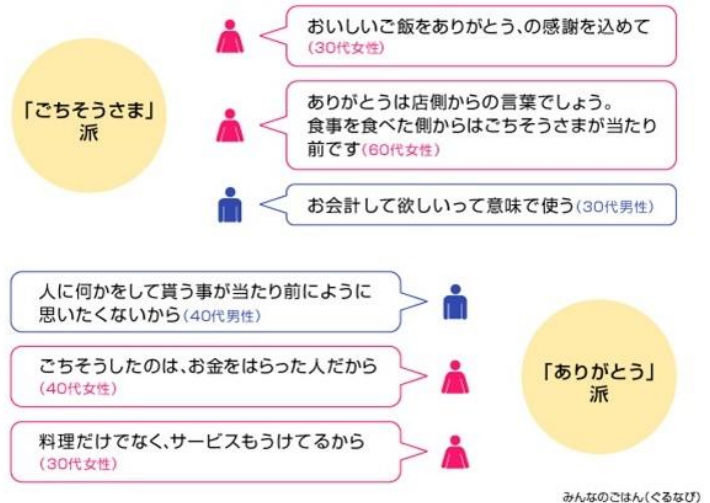 「ごちそうさま」
派
おいしいご飯をありがとう、の感謝を込めて
(30代女性)
ありがとうは店側からの言葉でしょう。
食事を食べた側からはごちそうさまが当たり
前です(60代女性)
お会計して欲しいって意味で使う(30代男性)
人に何かをして貰う事が当たり前にように
思いたくないから(40代男性)
ごちそうしたのは、お金をはらった人だから
(40代女性)
料理だけでなく、サービスもうけてるから
(30代女性)
「ありがとう」
派
みんなのごはん(ぐるなび)